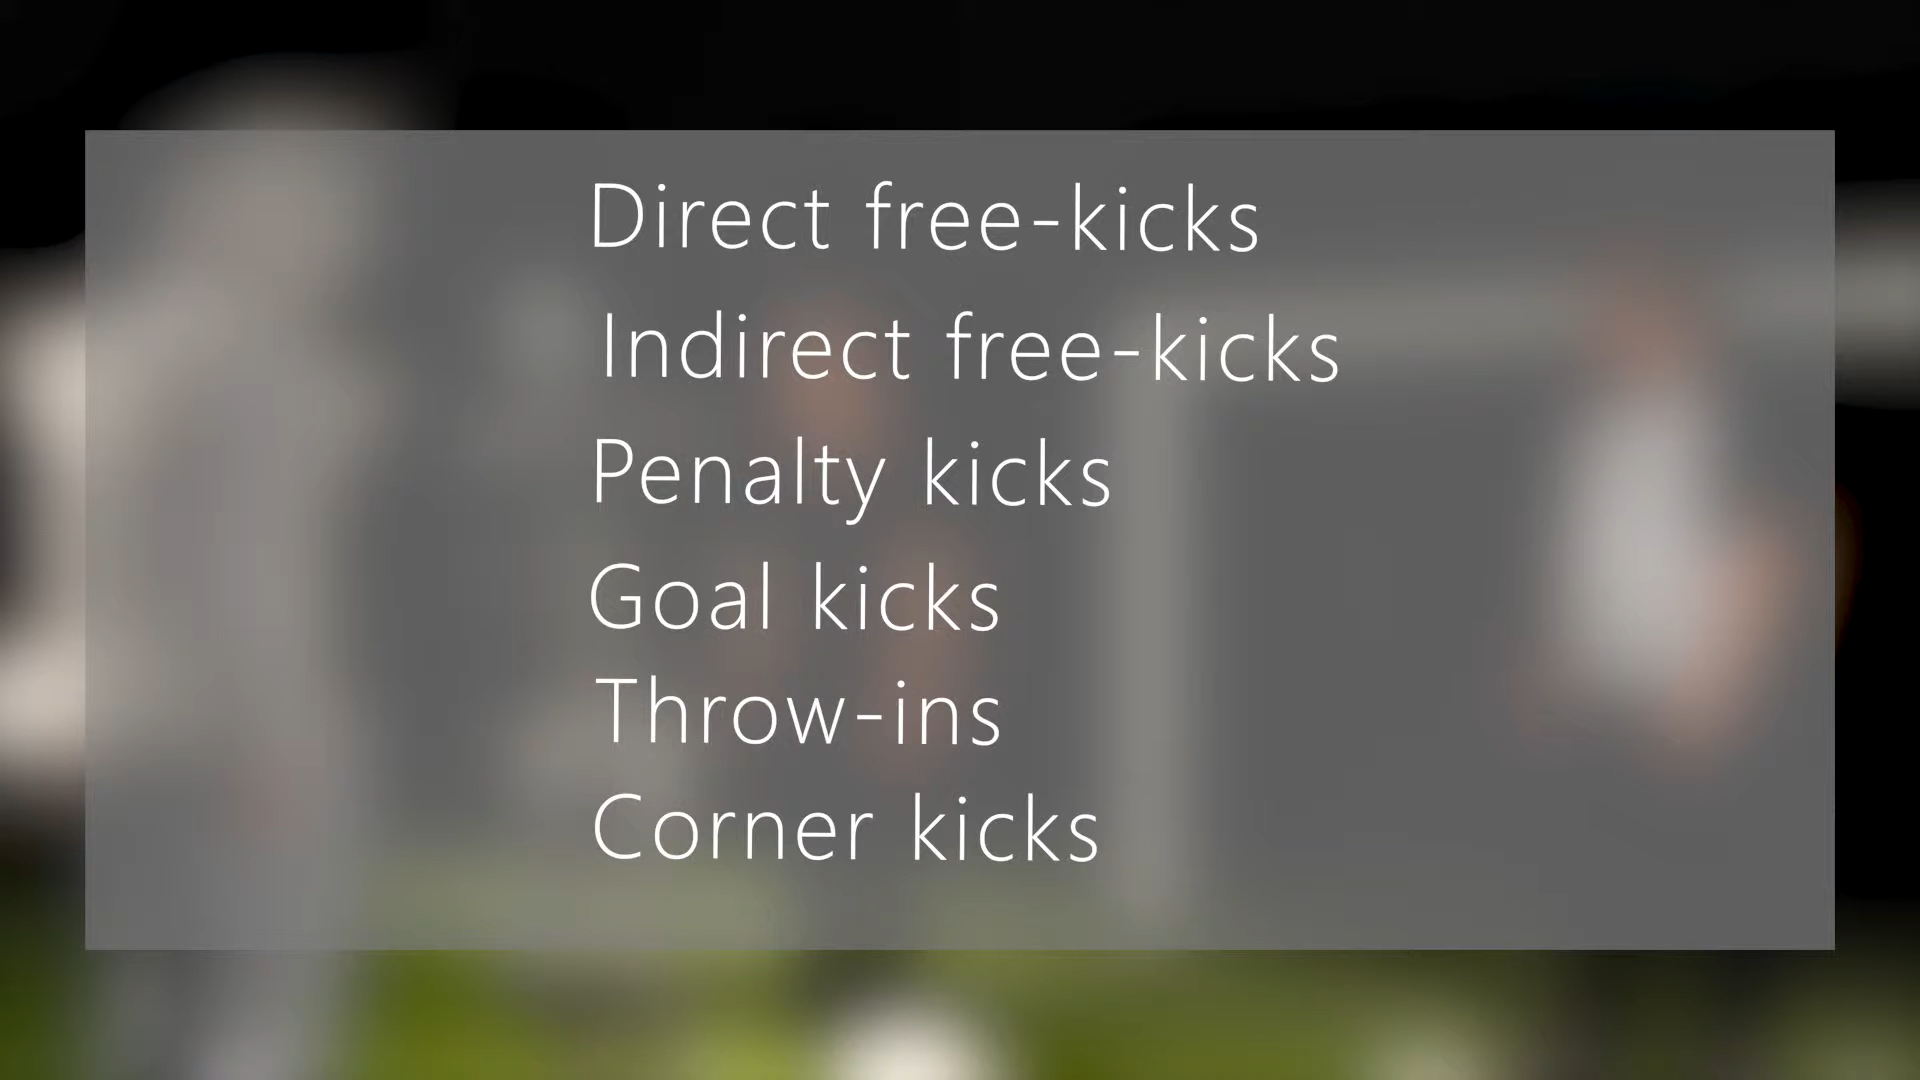 Direct free-kicks
Indirect free-kicks
Penalty kicks
Goal kicks
Throw-ins
Corner kicks